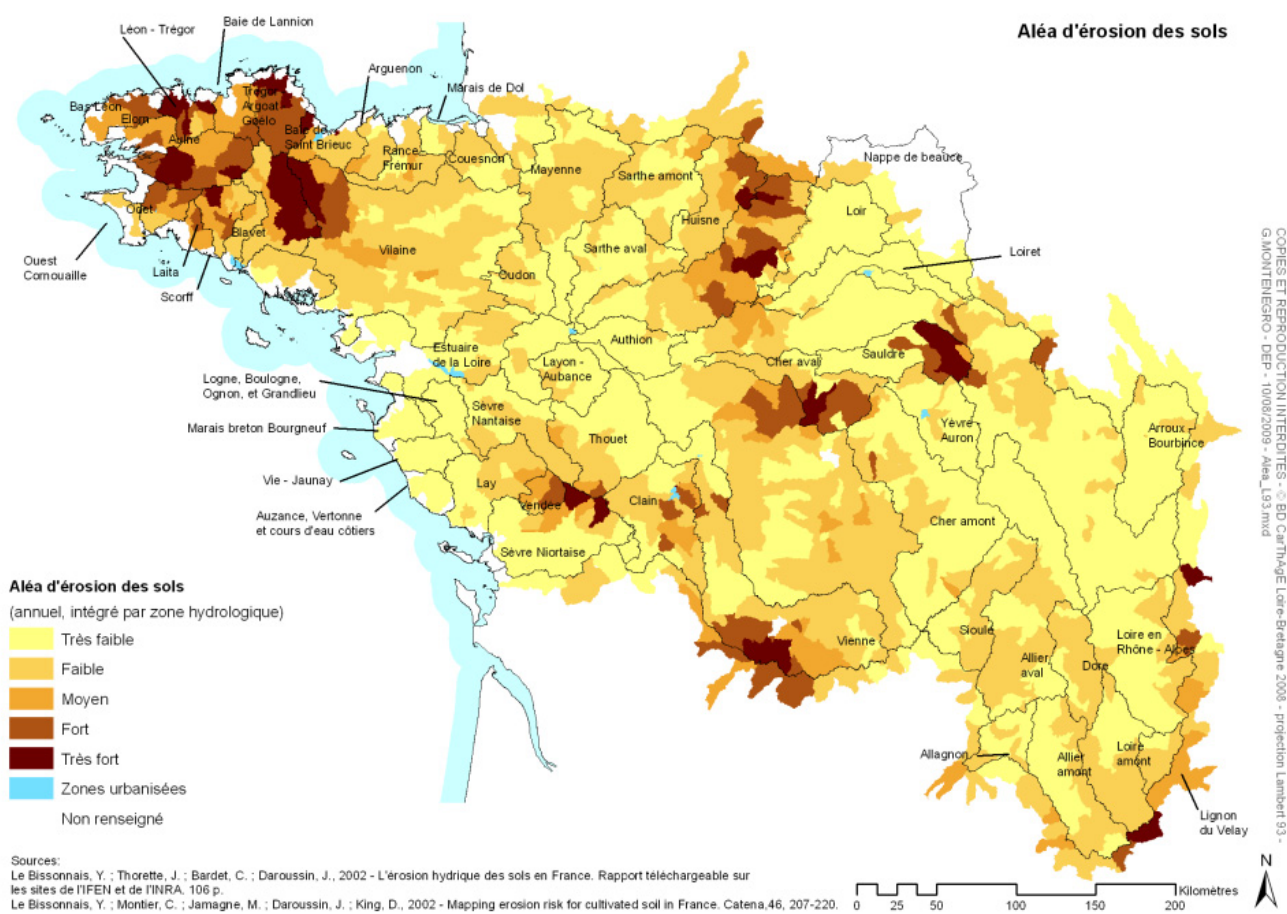 Aléa d'érosion des sols
Léon - Trégor
Baie de Lannion
Arguenon
Marais de Dol
Bas Léon
Elorn
Aulne
Trégor
Argoat
Goëlo
Baie de
Saint Brieuc
Rance
Frémur
Couesnon
Mayenne
Sarthe amont
Nappe de beauce
Huisne
Loir
Loiret
Odet
Blavet
Vilaine
Sarthe aval
Oudon
Ouest
Cornouaille
Laïta
Scorff
Estuaire
de la Loire
Authion
Layon -
Aubance
Cher aval
Sauldre
Logne, Boulogne,
Ognon, et Grandlieu
Sèvre
Nantaise
Marais breton Bourgneuf
Thouet
Yèvre
Auron
Arroux
Bourbince
Vie - Jaunay
Lay
Vendée
Clain
Auzance, Vertonne
et cours d'eau côtiers
Cher amont
Sèvre Niortaise
Vienne
Sioule
Allier
aval
Dore
Loire en
Rhône - Alpes
Allagnon
Allier
amont
Loire
amont
Lignon
du Velay
Aléa d'érosion des sols
(annuel, intégré par zone hydrologique)
Très faible
Faible
Moyen
Fort
Très fort
Zones urbanisées
Non renseigné
Sources:
Le Bissonnais, Y. ; Thorette, J. ; Bardet, C. ; Daroussin, J., 2002 - L'érosion hydrique des sols en France. Rapport téléchargeable sur
les sites de l'IFEN et de l'INRA. 106 p.
Le Bissonnais, Y. ; Montier, C. ; Jamagne, M. ; Daroussin, J. ; King, D., 2002 - Mapping erosion risk for cultivated soil in France. Catena,46, 207-220.
Kilomètres
0 25 50 100 150 200
N
COPIES ET REPRODUCTION INTERDITES - © BD CarThAgE Loire-Bretagne 2008 - projection Lambert 93 -
G.MONTENEGRO - DEP - 10/08/2009 - Alea_L93.mxd